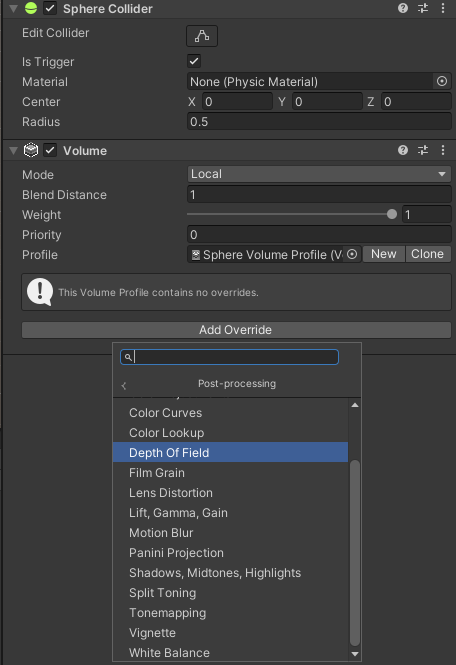 Sphere Collider
Edit Collider
Is Trigger
Material None (Physic Material)
Center X 0 Y 0 Z 0
Radius 0.5
Volume
Mode Local
Blend Distance 1
Weight 1
Priority 0
Profile Sphere Volume Profile (Vo New Clone
This Volume Profile contains no overrides.
Add Override
Post-processing
Color Curves
Color Lookup
Depth Of Field
Film Grain
Lens Distortion
Lift, Gamma, Gain
Motion Blur
Panini Projection
Shadows, Midtones, Highlights
Split Toning
Tonemapping
Vignette
White Balance